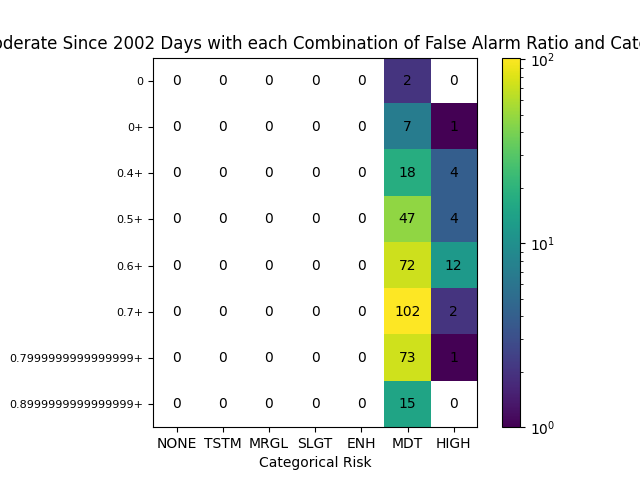 oderate Since 2002 Days with each Combination of False Alarm Ratio and Cate
0 0 0 0 0 0 2 0
0+ 0 0 0 0 0 7 1
0.4+ 0 0 0 0 0 18 4
0.5+ 0 0 0 0 0 47 4
0.6+ 0 0 0 0 0 72 12
0.7+ 0 0 0 0 0 102 2
0.7999999999999999+ 0 0 0 0 0 73 1
0.8999999999999999+ 0 0 0 0 0 15 0
NONE TSTM MRGL SLGT ENH MDT HIGH
Categorical Risk
10²
10¹
10⁰